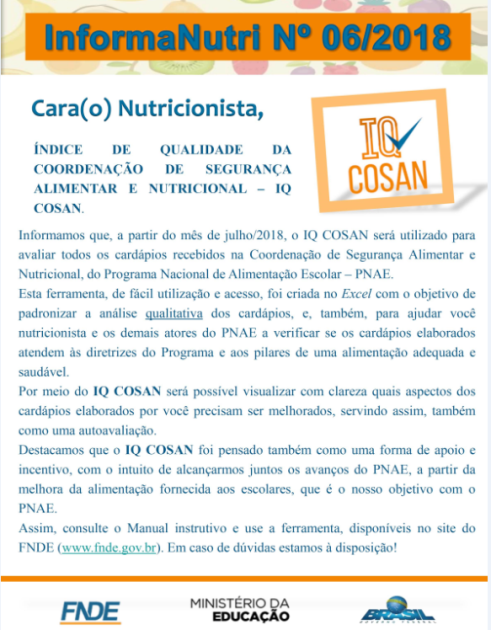 InformaNutri Nº 06/2018
Cara(o) Nutricionista,
IQ
COSAN
ÍNDICE DE QUALIDADE DA
COORDENAÇÃO DE SEGURANÇA
ALIMENTAR E NUTRICIONAL – IQ
COSAN.
Informamos que, a partir do mês de julho/2018, o IQ COSAN será utilizado para
avaliar todos os cardápios recebidos na Coordenação de Segurança Alimentar e
Nutricional, do Programa Nacional de Alimentação Escolar – PNAE.
Esta ferramenta, de fácil utilização e acesso, foi criada no Excel com o objetivo de
padronizar a análise qualitativa dos cardápios, e, também, para ajudar você
nutricionista e os demais atores do PNAE a verificar se os cardápios elaborados
atendem às diretrizes do Programa e aos pilares de uma alimentação adequada e
saudável.
Por meio do IQ COSAN será possível visualizar com clareza quais aspectos dos
cardápios elaborados por você precisam ser melhorados, servindo assim, também
como uma autoavaliação.
Destacamos que o IQ COSAN foi pensado também como uma forma de apoio e
incentivo, com o intuito de alcançarmos juntos os avanços do PNAE, a partir da
melhora da alimentação fornecida aos escolares, que é o nosso objetivo com o
PNAE.
Assim, consulte o Manual instrutivo e use a ferramenta, disponíveis no site do
FNDE (www.fnde.gov.br). Em caso de dúvidas estamos à disposição!
FNDE
MINISTÉRIO DA
EDUCAÇÃO
BRASIL
GOVERNO FEDERAL